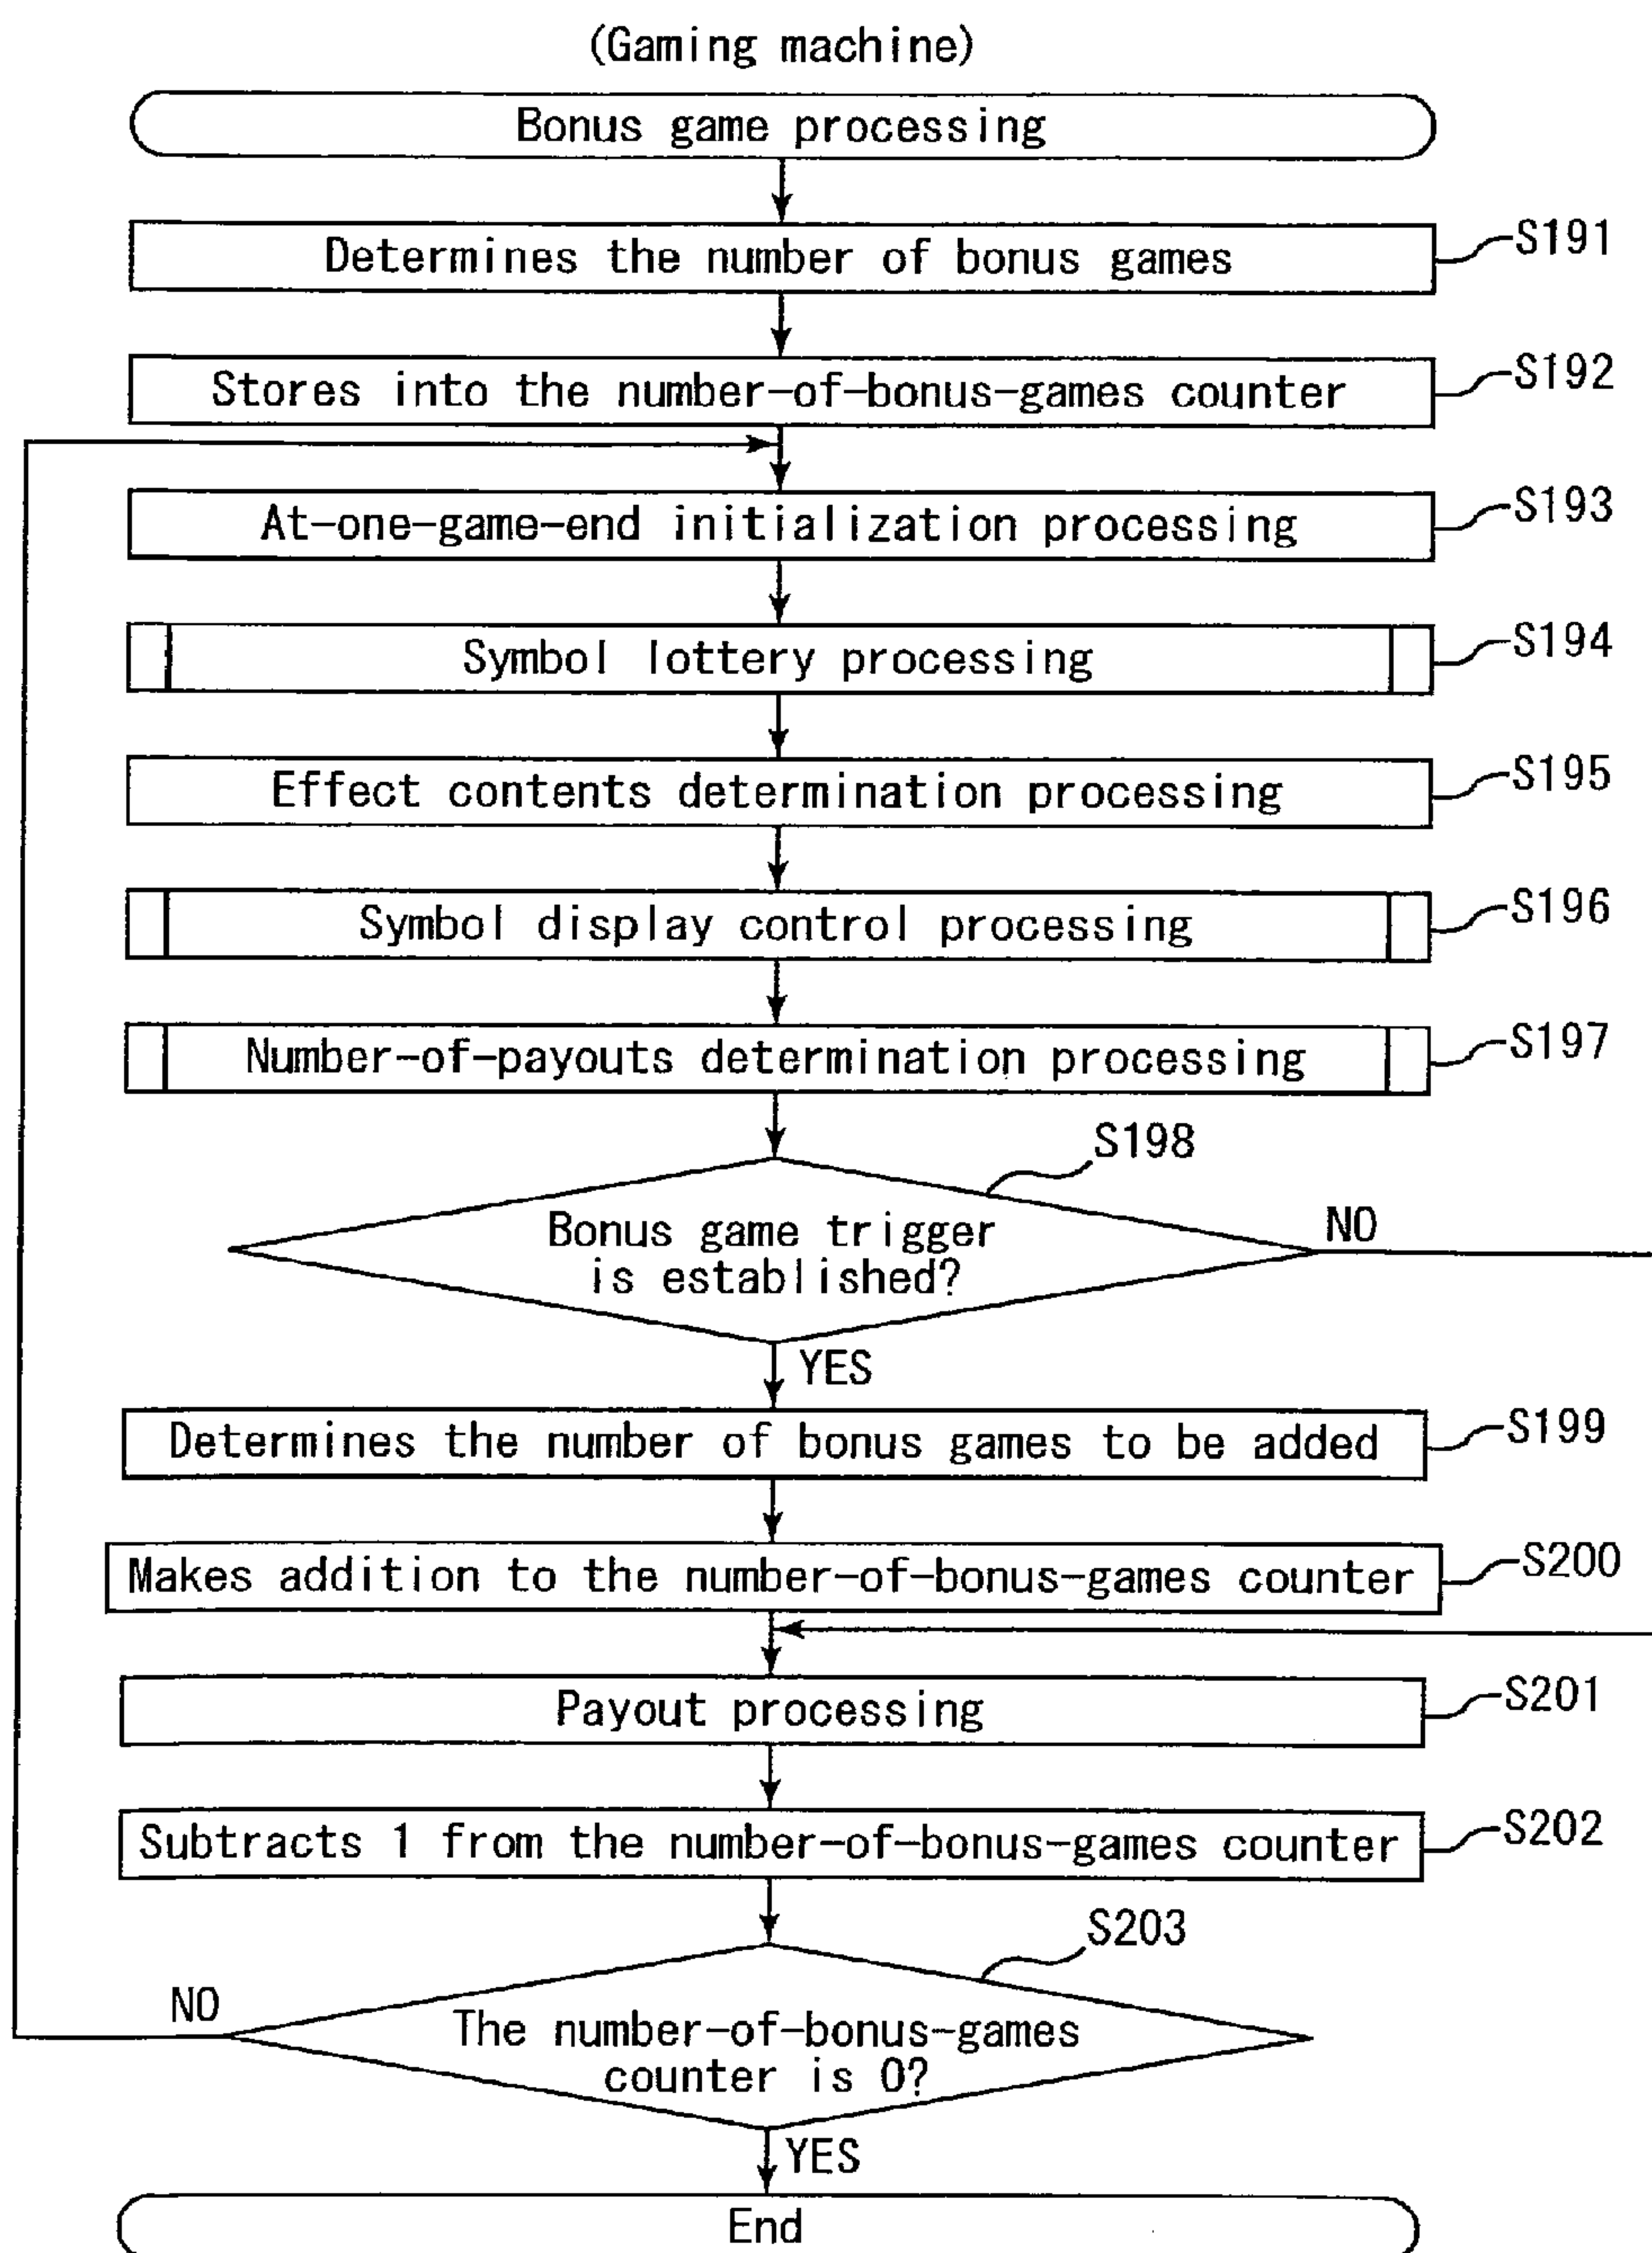 (Gaming machine)
Bonus game processing
Determines the number of bonus games
S191
Stores into the number-of-bonus-games counter
S192
At-one-game-end initialization processing
S193
Symbol lottery processing
S194
Effect contents determination processing
S195
Symbol display control processing
S196
Number-of-payouts determination processing
S197
S198
Bonus game trigger
is established?
NO
YES
Determines the number of bonus games to be added
S199
Makes addition to the number-of-bonus-games counter
S200
Payout processing
S201
Subtracts 1 from the number-of-bonus-games counter
S202
S203
NO
The number-of-bonus-games
counter is 0?
YES
End